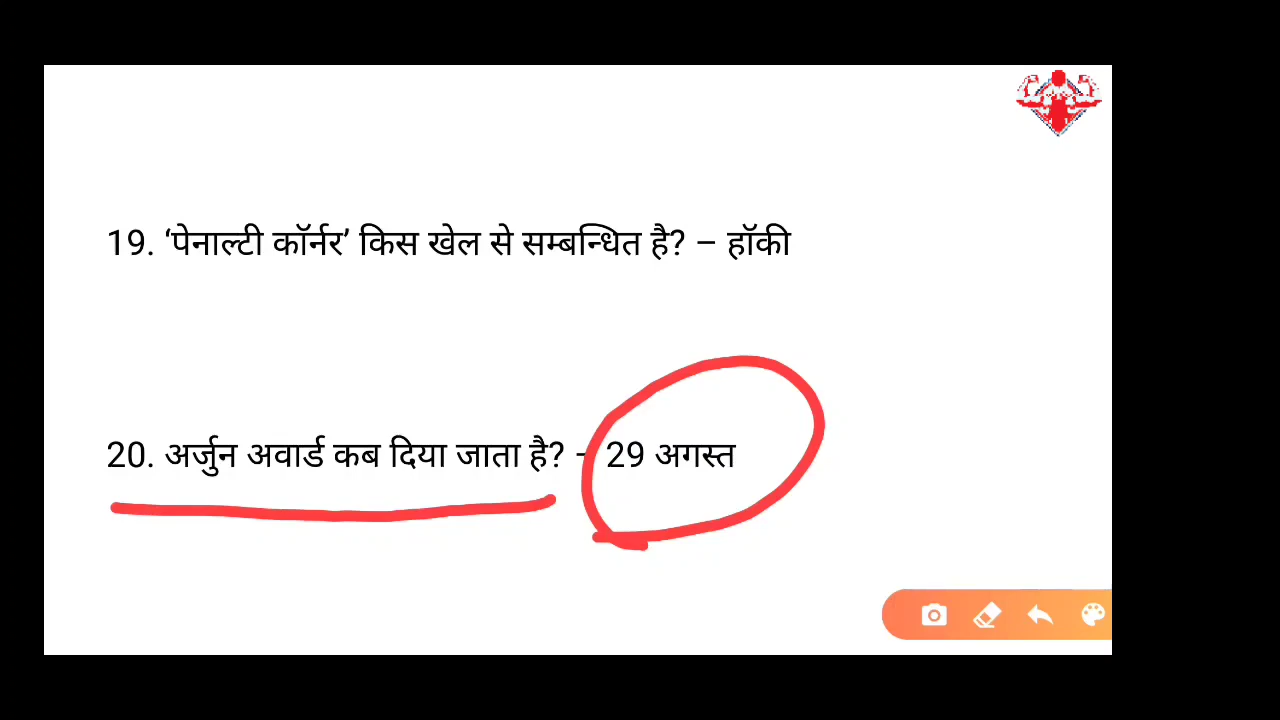 19. ‘पेनाल्टी कॉर्नर’ किस खेल से सम्बन्धित है? – हॉकी
20. अर्जुन अवार्ड कब दिया जाता है? – 29 अगस्त